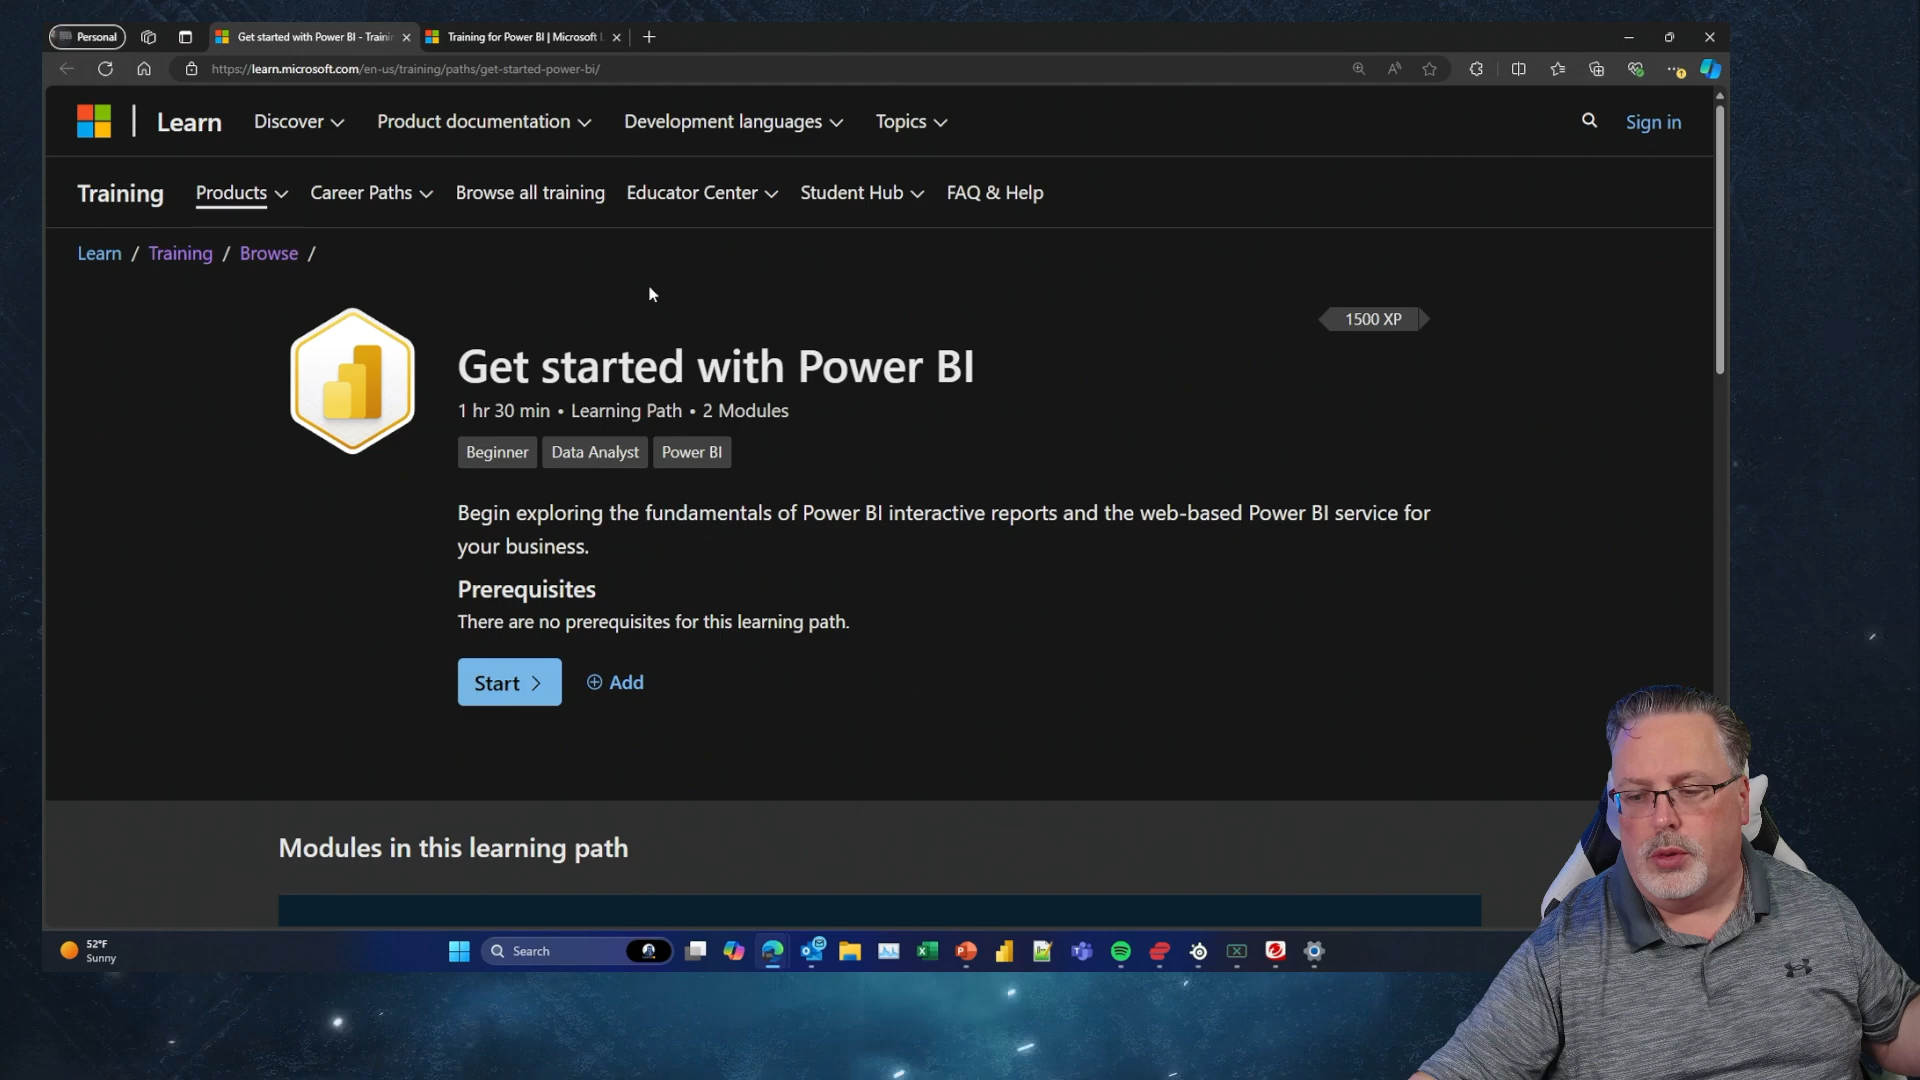 Personal
Get started with Power BI - Traini
Training for Power BI | Microsoft L
https://learn.microsoft.com/en-us/training/paths/get-started-power-bi/
Learn
Discover
Product documentation
Development languages
Topics
Sign in
Training
Products
Career Paths
Browse all training
Educator Center
Student Hub
FAQ & Help
Learn / Training / Browse /
1500 XP
Get started with Power BI
1 hr 30 min • Learning Path • 2 Modules
Beginner
Data Analyst
Power BI
Begin exploring the fundamentals of Power BI interactive reports and the web-based Power BI service for
your business.
Prerequisites
There are no prerequisites for this learning path.
Start
Add
Modules in this learning path
52°F
Sunny
Search